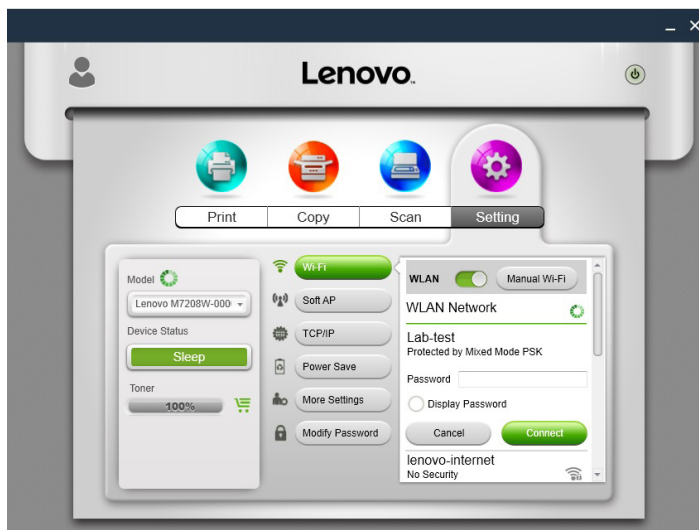 Lenovo
Print
Copy
Scan
Setting
Model
Lenovo M7208W-000
Device Status
Sleep
Toner
100%
Wi-Fi
Soft AP
TCP/IP
Power Save
More Settings
Modify Password
WLAN
Manual Wi-Fi
WLAN Network
Lab-test
Protected by Mixed Mode PSK
Password
Display Password
Cancel
Connect
lenovo-internet
No Security